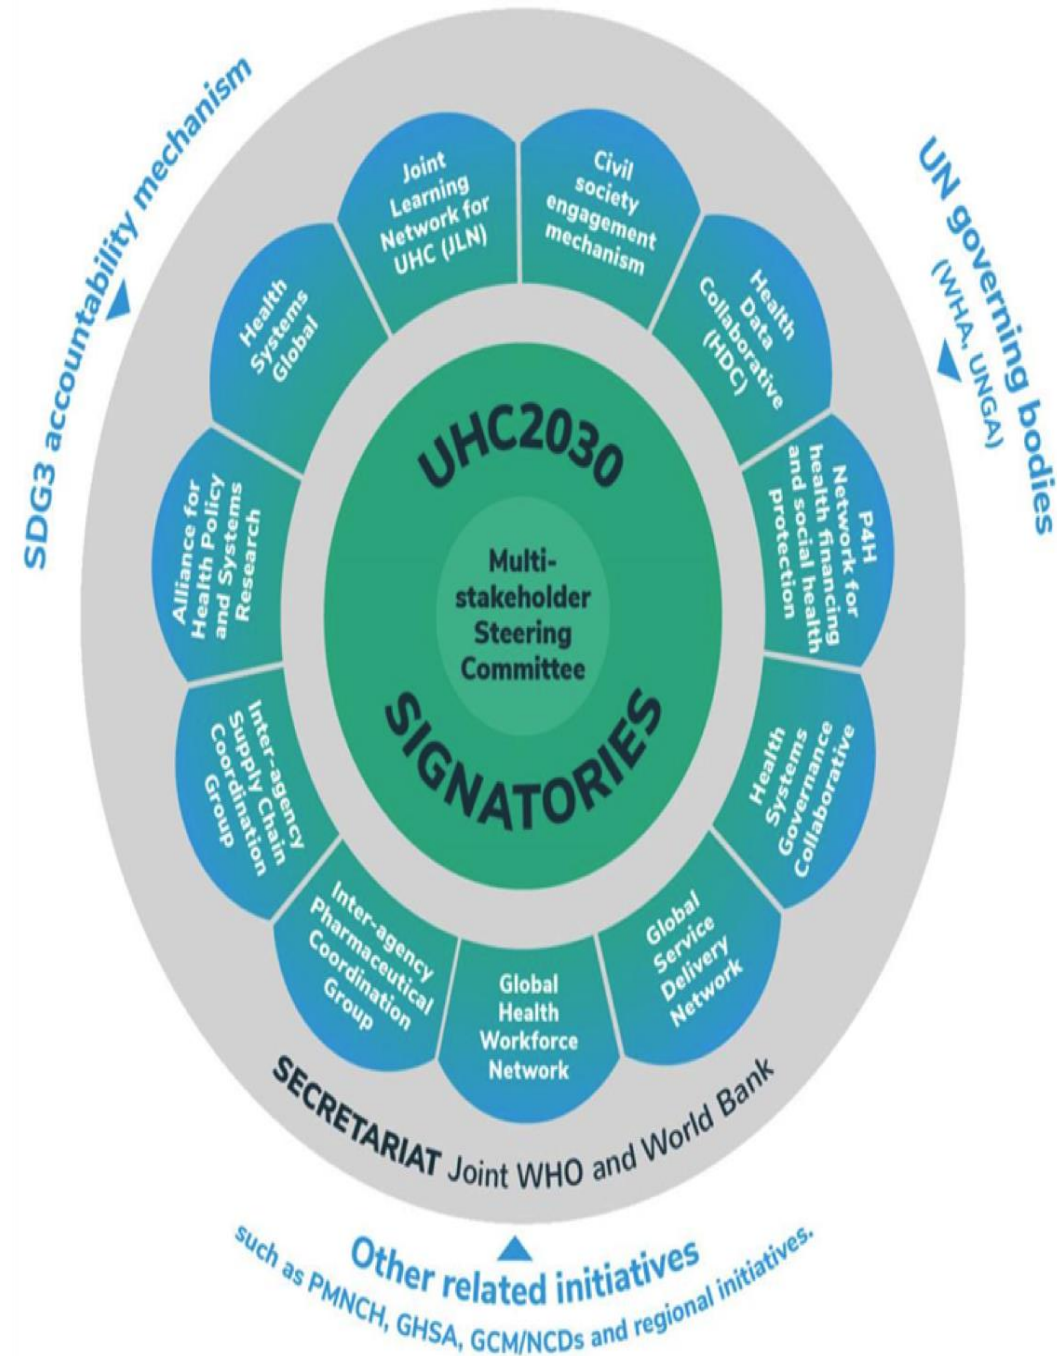 SDG3 accountability mechanism
UN governing bodies
(WHA, UNGA)
Joint
Learning
Network for
UHC (JLN)
Civil
society
engagement
mechanism
Health
Data
Collaborative
(HDC)
P4H
Network for
health financing
and social health
protection
Health
Systems
Governance
Collaborative
Global
Service
Delivery
Network
Global
Health
Workforce
Network
Inter-agency
Pharmaceutical
Coordination
Group
Inter-agency
Supply Chain
Coordination
Group
Alliance for
Health Policy
and Systems
Research
Health
Systems
Global
UHC2030
Multi-
stakeholder
Steering
Committee
SIGNATORIES
SECRETARIAT Joint WHO and World Bank
Other related initiatives
such as PMNCH, GHSA, GCM/NCDs and regional initiatives.